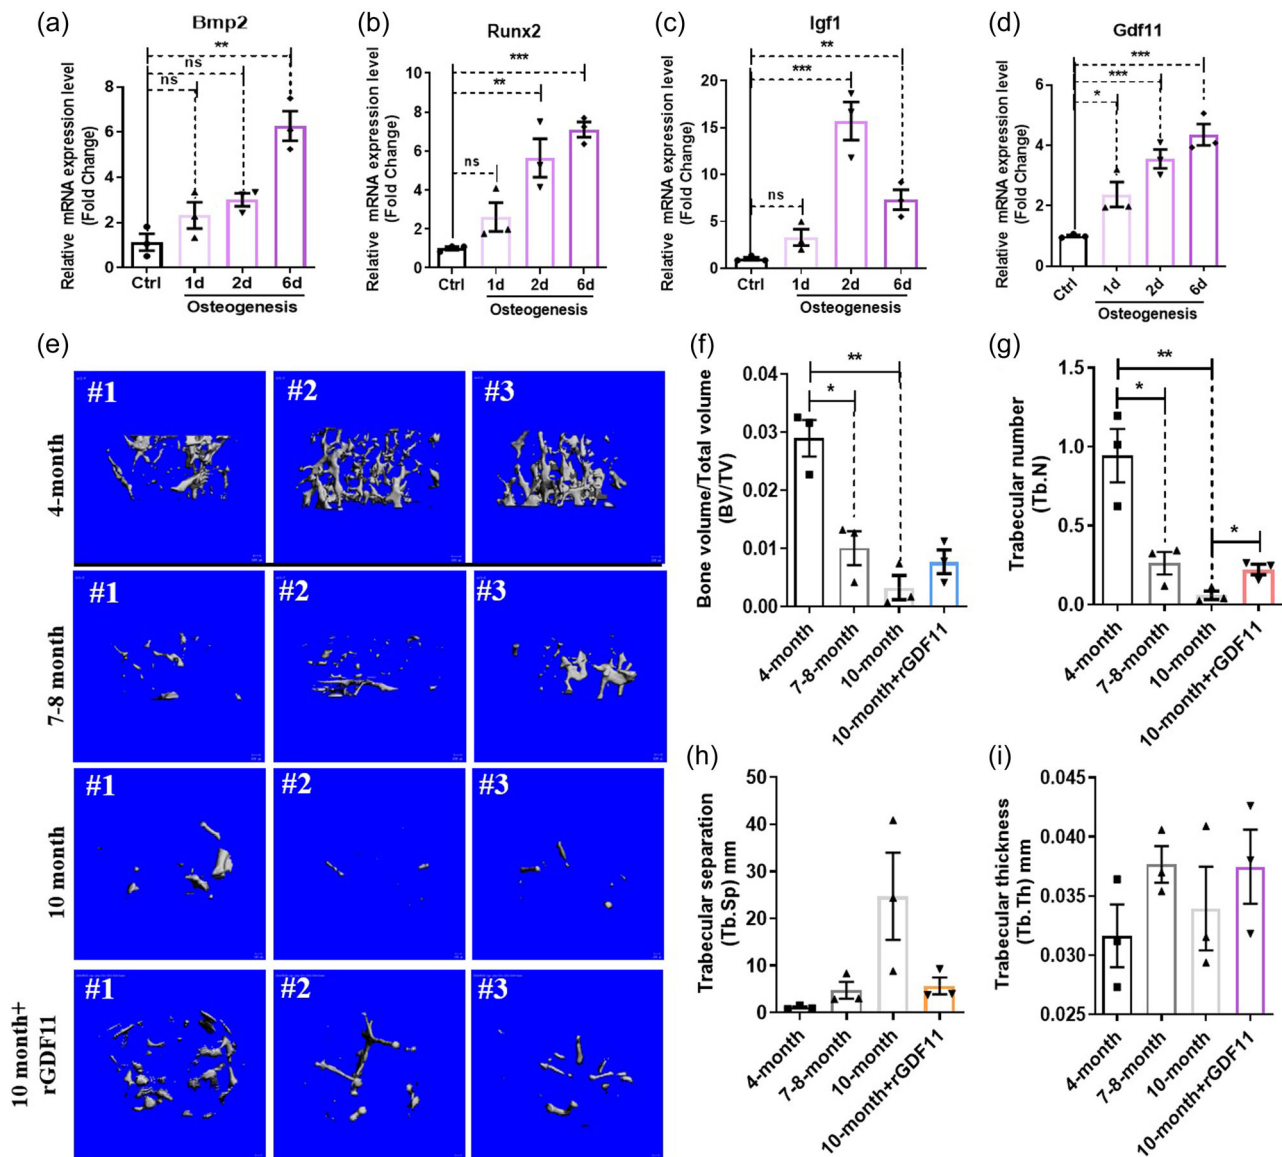 (a)
Bmp2
Relative mRNA expression level
(Fold Change)
8
6
4
2
0
**
ns
ns
Ctrl 1d 2d 6d
Osteogenesis
(b)
Runx2
Relative mRNA expression level
(Fold Change)
10
8
6
4
2
0
***
**
ns
Ctrl 1d 2d 6d
Osteogenesis
(c)
Igf1
Relative mRNA expression level
(Fold Change)
20
15
10
5
0
**
***
ns
Ctrl 1d 2d 6d
Osteogenesis
(d)
Gdf11
Relative mRNA expression level
(Fold Change)
6
4
2
0
***
***
*
Ctrl 1d 2d 6d
Osteogenesis
(e)
4-month
#1 #2 #3
7-8 month
#1 #2 #3
10 month
#1 #2 #3
10 month+
rGDF11
#1 #2 #3
(f)
Bone volume/Total volume
(BV/TV)
0.04
0.03
0.02
0.01
0.00
**
*
4-month 7-8-month 10-month 10-month+rGDF11
(g)
Trabecular number
(Tb.N)
1.5
1.0
0.5
0.0
**
*
*
4-month 7-8-month 10-month 10-month+rGDF11
(h)
Trabecular separation
(Tb.Sp) mm
50
40
30
20
10
0
4-month 7-8-month 10-month 10-month+rGDF11
(i)
Trabecular thickness
(Tb.Th) mm
0.045
0.040
0.035
0.030
0.025
4-month 7-8-month 10-month 10-month+rGDF11